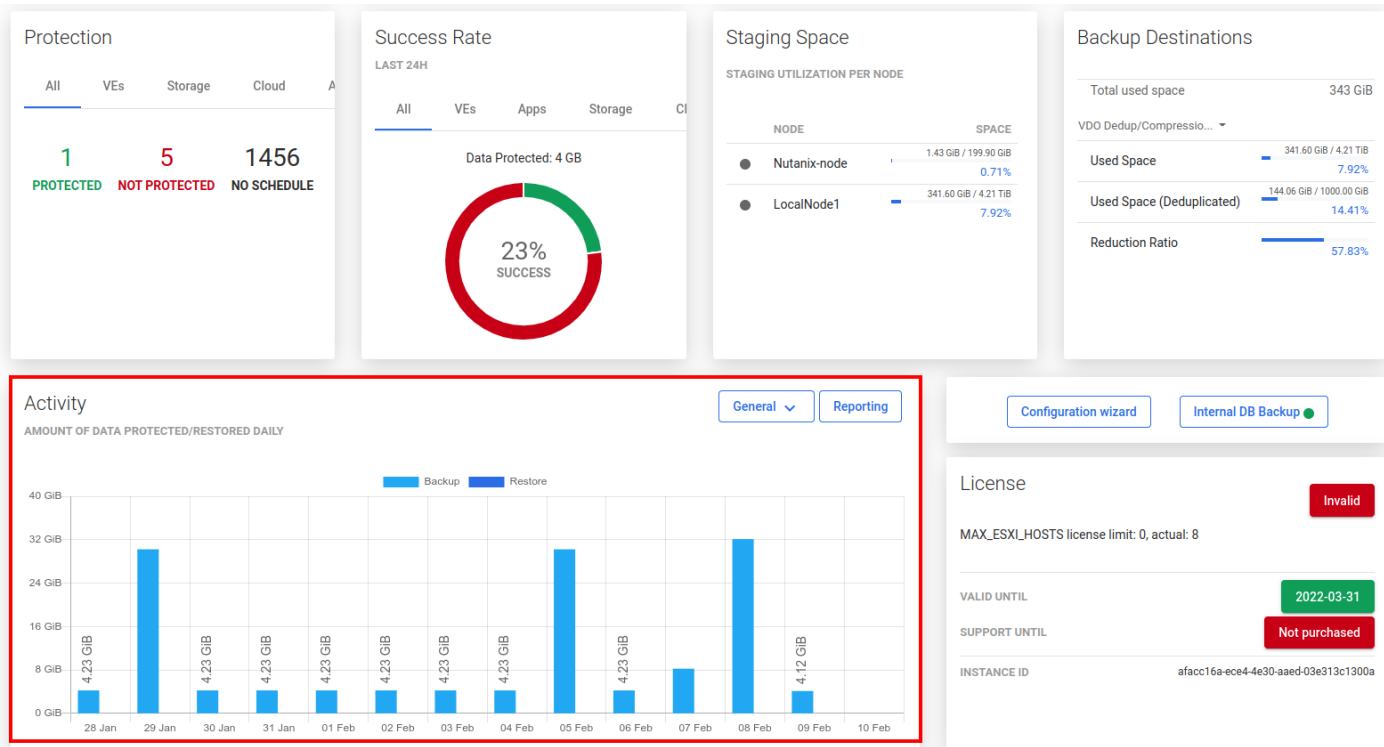 Protection
All VEs Storage Cloud A
1 5 1456
PROTECTED NOT PROTECTED NO SCHEDULE
Success Rate
LAST 24H
All VEs Apps Storage Cl
Data Protected: 4 GB
23%
SUCCESS
Staging Space
STAGING UTILIZATION PER NODE
NODE SPACE
Nutanix-node 1.43 GiB / 199.90 GiB
0.71%
LocalNode1 341.60 GiB / 4.21 TiB
7.92%
Backup Destinations
Total used space 343 GiB
VDO Dedup/Compressio...
Used Space 341.60 GiB / 4.21 TiB
7.92%
Used Space (Deduplicated) 144.06 GiB / 1000.00 GiB
14.41%
Reduction Ratio
57.83%
Activity General Reporting
AMOUNT OF DATA PROTECTED/RESTORED DAILY
Backup Restore
40 GiB
32 GiB
24 GiB
16 GiB
8 GiB
0 GiB
4.23 GiB 4.23 GiB 4.23 GiB 4.23 GiB 4.23 GiB 4.23 GiB 4.23 GiB 4.23 GiB 4.12 GiB
28 Jan 29 Jan 30 Jan 31 Jan 01 Feb 02 Feb 03 Feb 04 Feb 05 Feb 06 Feb 07 Feb 08 Feb 09 Feb 10 Feb
Configuration wizard Internal DB Backup
License
Invalid
MAX_ESXI_HOSTS license limit: 0, actual: 8
VALID UNTIL 2022-03-31
SUPPORT UNTIL Not purchased
INSTANCE ID afacc16a-ece4-4e30-aaed-03e313c1300a